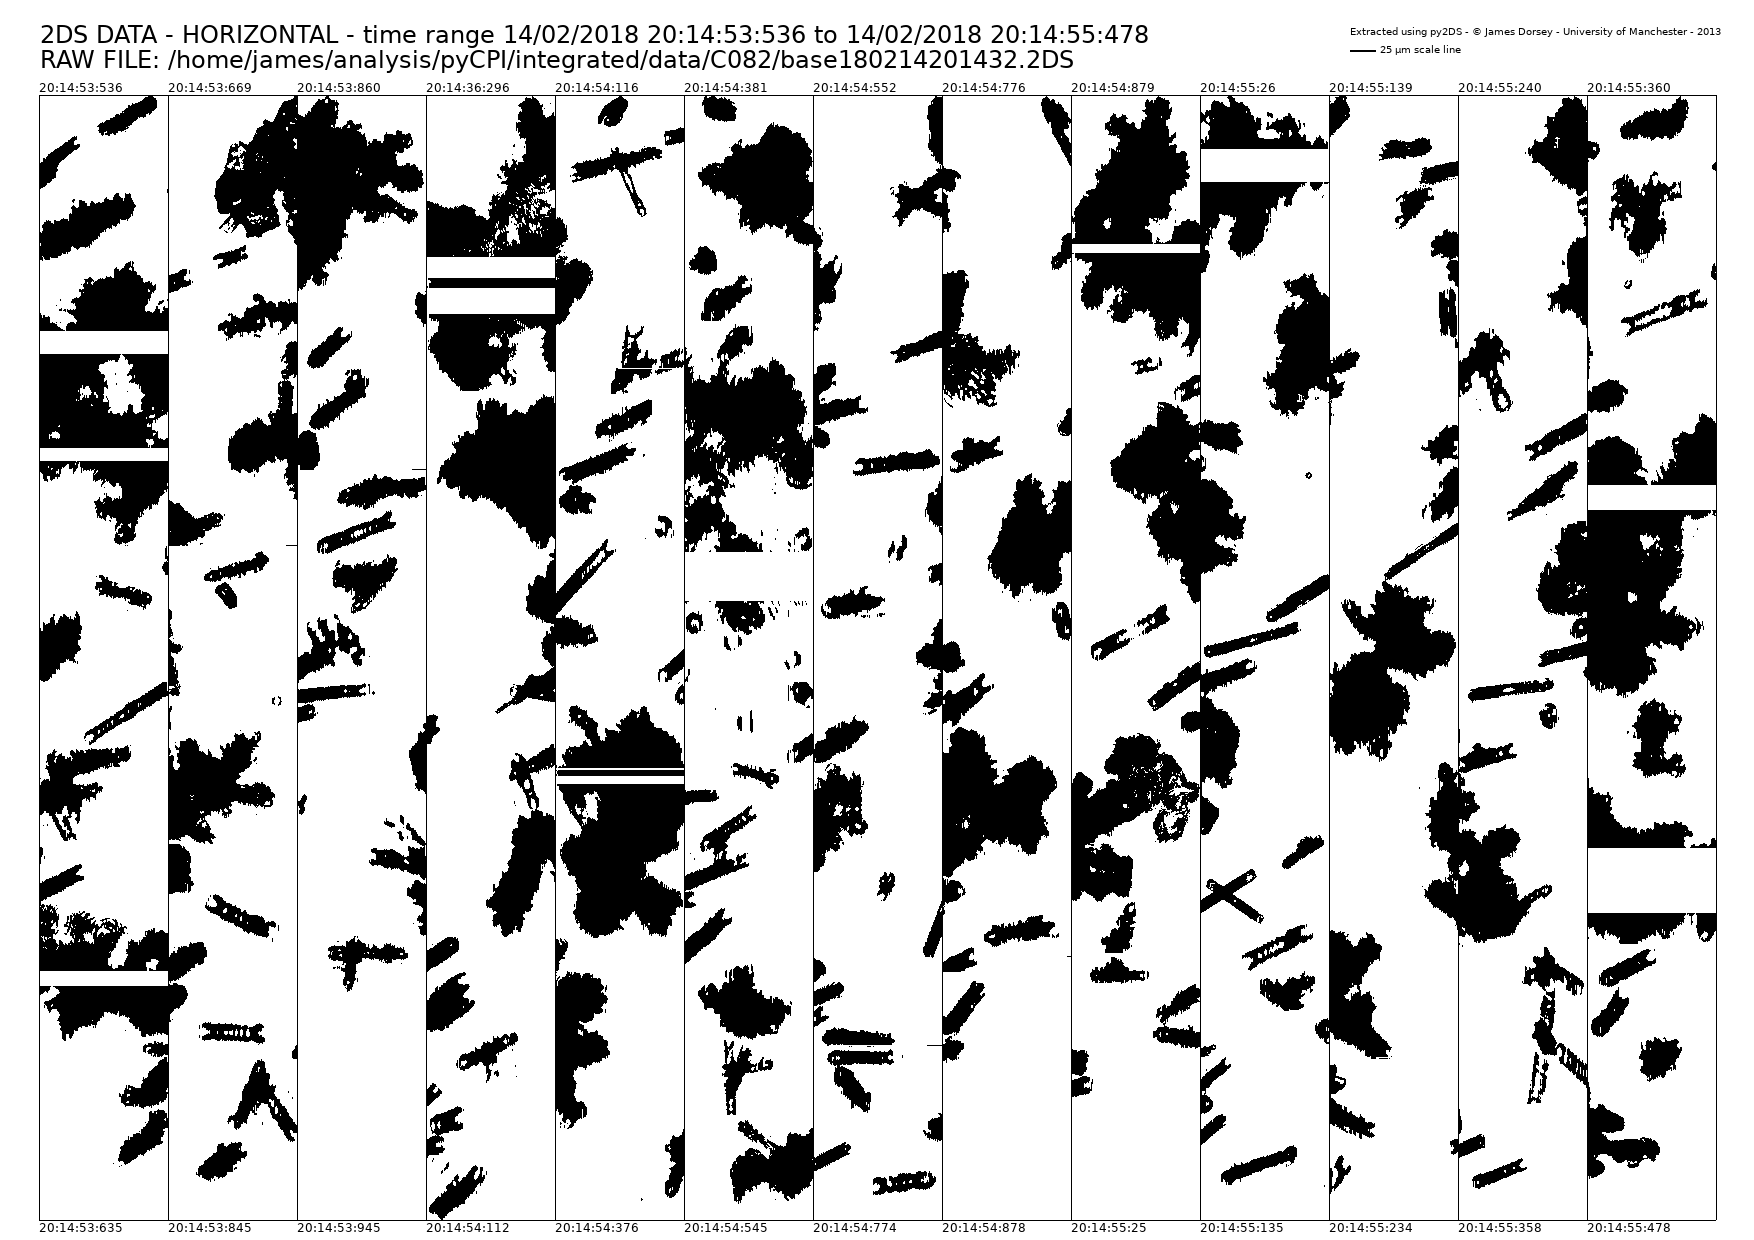 2DS DATA - HORIZONTAL - time range 14/02/2018 20:14:53:536 to 14/02/2018 20:14:55:478
RAW FILE: /home/james/analysis/pyCPI/integrated/data/C082/base180214201432.2DS
Extracted using py2DS - © James Dorsey - University of Manchester - 2013
25 µm scale line
20:14:53:536 20:14:53:669 20:14:53:860 20:14:36:296 20:14:54:116 20:14:54:381 20:14:54:552 20:14:54:776 20:14:54:879 20:14:55:26 20:14:55:139 20:14:55:240 20:14:55:360
20:14:53:635 20:14:53:845 20:14:53:945 20:14:54:112 20:14:54:376 20:14:54:545 20:14:54:774 20:14:54:878 20:14:55:25 20:14:55:135 20:14:55:234 20:14:55:358 20:14:55:478